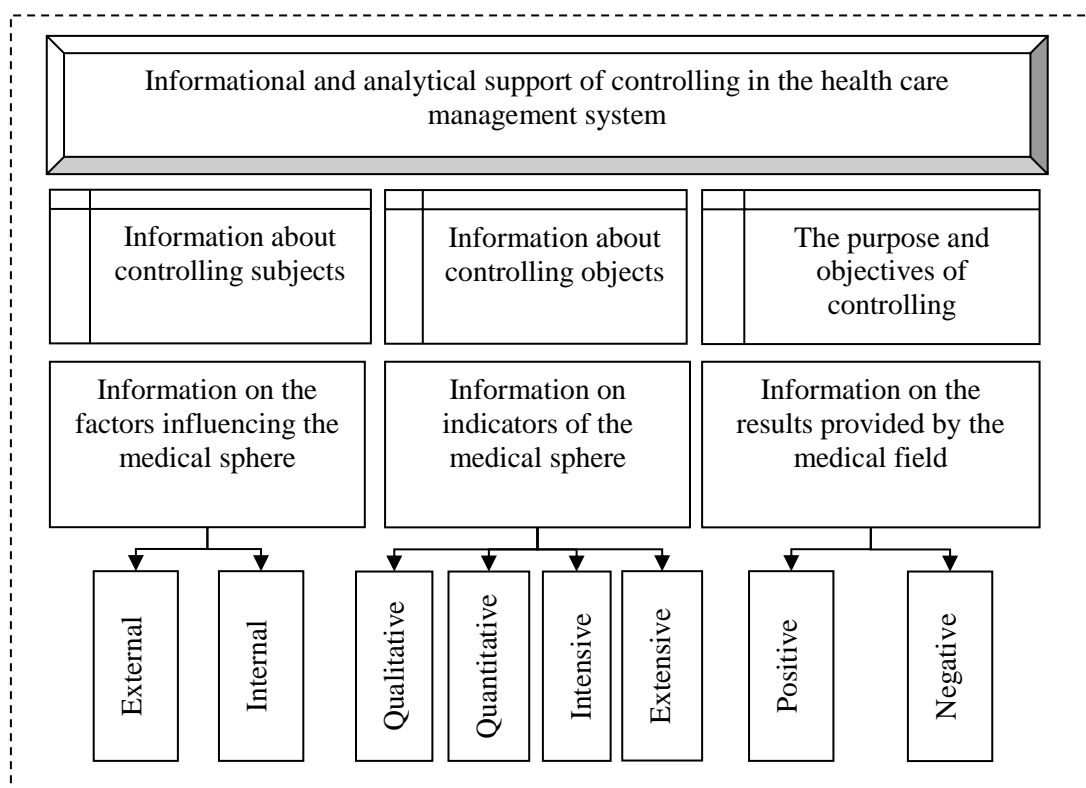 Informational and analytical support of controlling in the health care
management system
Information about
controlling subjects
Information about
controlling objects
The purpose and
objectives of
controlling
Information on the
factors influencing the
medical sphere
Information on
indicators of the
medical sphere
Information on the
results provided by the
medical field
External
Internal
Qualitative
Quantitative
Intensive
Extensive
Positive
Negative